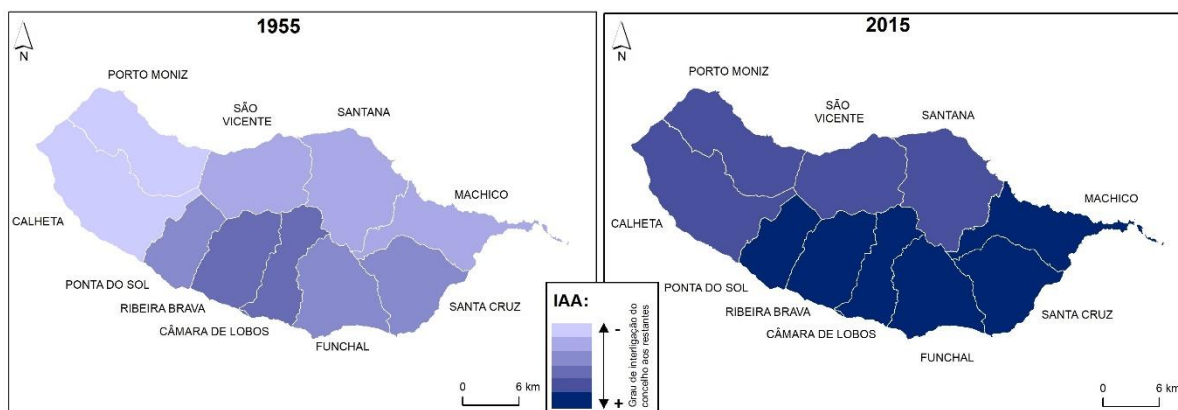 1955
N
PORTO MONIZ
SÃO
VICENTE
SANTANA
MACHICO
CALHETA
PONTA DO SOL
RIBEIRA BRAVA
CÂMARA DE LOBOS
FUNCHAL
SANTA CRUZ
0 6 km
IAA:
-
+
Grau de interligação do
concelho aos restantes
2015
N
PORTO MONIZ
SÃO
VICENTE
SANTANA
MACHICO
CALHETA
PONTA DO SOL
RIBEIRA BRAVA
CÂMARA DE LOBOS
FUNCHAL
SANTA CRUZ
0 6 km